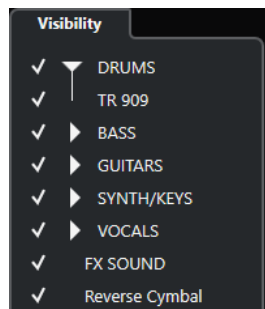 Visibility
DRUMS
TR 909
BASS
GUITARS
SYNTH/KEYS
VOCALS
FX SOUND
Reverse Cymbal